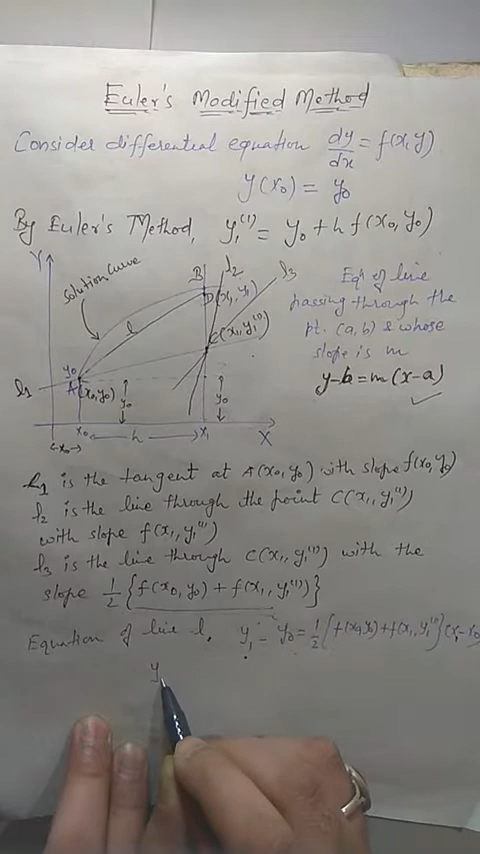 Euler's Modified Method
Consider differential equation dy/dx = f(x,y)
y(x₀) = y₀
By Euler's Method, y₁⁽¹⁾ = y₀ + h f(x₀, y₀)
Y
Solution curve
B
l₂
l₃
D(x₁, y₁)
l
C(x₁, y₁⁽¹⁾)
y₀
l₁
A(x₀, y₀)
y₀
y₀
x₀
h
x₁
X
x₀
Eqⁿ of line
passing through the
pt. (a, b) & whose
slope is m
y-b = m(x-a)
l₁ is the tangent at A(x₀, y₀) with slope f(x₀, y₀)
l₂ is the line through the point C(x₁, y₁⁽¹⁾)
with slope f(x₁, y₁⁽¹⁾)
l₃ is the line through C(x₁, y₁⁽¹⁾) with the
slope 1/2 {f(x₀, y₀) + f(x₁, y₁⁽¹⁾)}
Equation of line l, y₁ - y₀ = 1/2 {f(x₀, y₀) + f(x₁, y₁⁽¹⁾)} (x₁ - x₀)
y